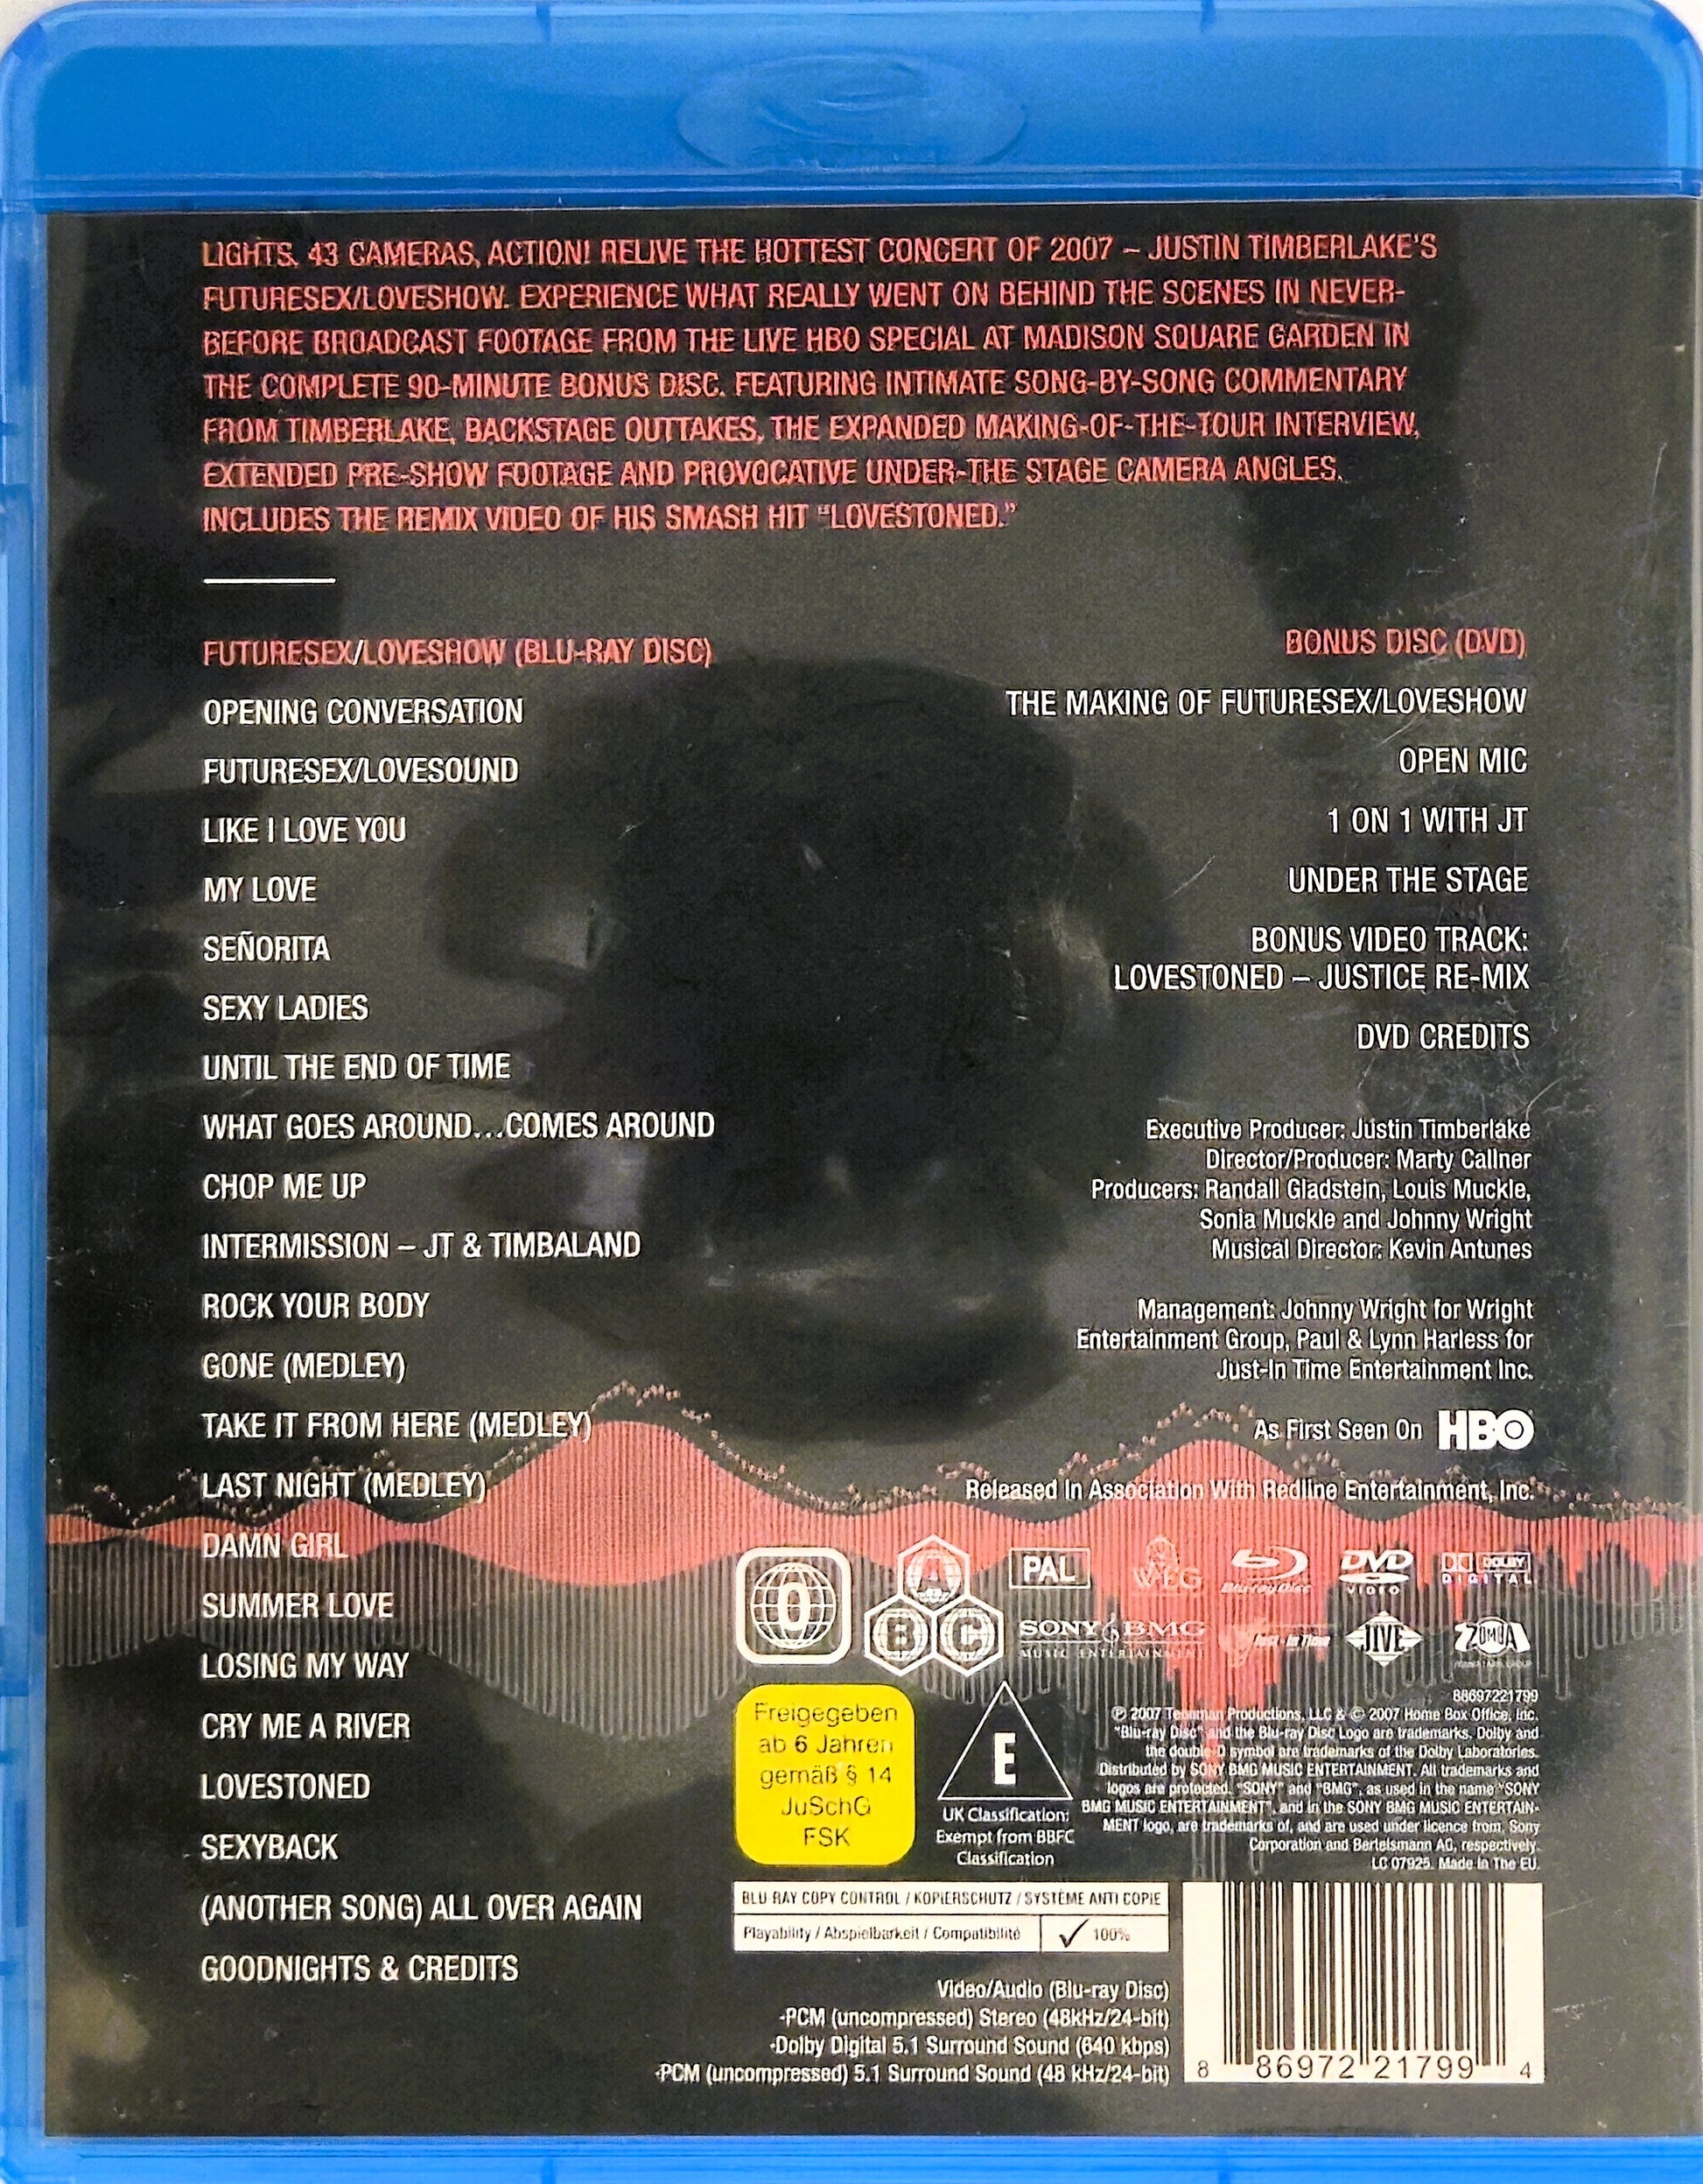 LIGHTS. 43 CAMERAS, ACTION! RELIVE THE HOTTEST CONCERT OF 2007 – JUSTIN TIMBERLAKE'S
FUTURESEX/LOVESHOW. EXPERIENCE WHAT REALLY WENT ON BEHIND THE SCENES IN NEVER-
BEFORE BROADCAST FOOTAGE FROM THE LIVE HBO SPECIAL AT MADISON SQUARE GARDEN IN
THE COMPLETE 90-MINUTE BONUS DISC. FEATURING INTIMATE SONG-BY-SONG COMMENTARY
FROM TIMBERLAKE, BACKSTAGE OUTTAKES, THE EXPANDED MAKING-OF-THE-TOUR INTERVIEW,
EXTENDED PRE-SHOW FOOTAGE AND PROVOCATIVE UNDER-THE STAGE CAMERA ANGLES.
INCLUDES THE REMIX VIDEO OF HIS SMASH HIT "LOVESTONED."
FUTURESEX/LOVESHOW (BLU-RAY DISC)
OPENING CONVERSATION
FUTURESEX/LOVESOUND
LIKE I LOVE YOU
MY LOVE
SEÑORITA
SEXY LADIES
UNTIL THE END OF TIME
WHAT GOES AROUND...COMES AROUND
CHOP ME UP
INTERMISSION – JT & TIMBALAND
ROCK YOUR BODY
GONE (MEDLEY)
TAKE IT FROM HERE (MEDLEY)
LAST NIGHT (MEDLEY)
DAMN GIRL
SUMMER LOVE
LOSING MY WAY
CRY ME A RIVER
LOVESTONED
SEXYBACK
(ANOTHER SONG) ALL OVER AGAIN
GOODNIGHTS & CREDITS
BONUS DISC (DVD)
THE MAKING OF FUTURESEX/LOVESHOW
OPEN MIC
1 ON 1 WITH JT
UNDER THE STAGE
BONUS VIDEO TRACK:
LOVESTONED – JUSTICE RE-MIX
DVD CREDITS
Executive Producer: Justin Timberlake
Director/Producer: Marty Callner
Producers: Randall Gladstein, Louis Muckle,
Sonia Muckle and Johnny Wright
Musical Director: Kevin Antunes
Management: Johnny Wright for Wright
Entertainment Group, Paul & Lynn Harless for
Just-In Time Entertainment Inc.
As First Seen On HBO
Released In Association With Redline Entertainment, Inc.
0
A
B C
PAL
WEG
Blu-ray Disc
DVD
VIDEO
DOLBY
DIGITAL
SONY BMG
MUSIC ENTERTAINMENT
Just-In Time
JIVE
ZOMBA
Freigegeben
ab 6 Jahren
gemäß § 14
JuSchG
FSK
E
UK Classification:
Exempt from BBFC
Classification
88697221799
℗ 2007 Tennman Productions, LLC & © 2007 Home Box Office, Inc.
"Blu-ray Disc" and the Blu-ray Disc Logo are trademarks. Dolby and
the double-D symbol are trademarks of the Dolby Laboratories.
Distributed by SONY BMG MUSIC ENTERTAINMENT. All trademarks and
logos are protected. "SONY" and "BMG", as used in the name "SONY
BMG MUSIC ENTERTAINMENT", and in the SONY BMG MUSIC ENTERTAIN-
MENT logo, are trademarks of, and are used under licence from, Sony
Corporation and Bertelsmann AG, respectively.
LC 07925. Made In The EU.
BLU RAY COPY CONTROL / KOPIERSCHUTZ / SYSTÈME ANTI COPIE
Playability / Abspielbarkeit / Compatibilité ✓ 100%
Video/Audio (Blu-ray Disc)
-PCM (uncompressed) Stereo (48kHz/24-bit)
-Dolby Digital 5.1 Surround Sound (640 kbps)
-PCM (uncompressed) 5.1 Surround Sound (48 kHz/24-bit)
8 86972 21799 4